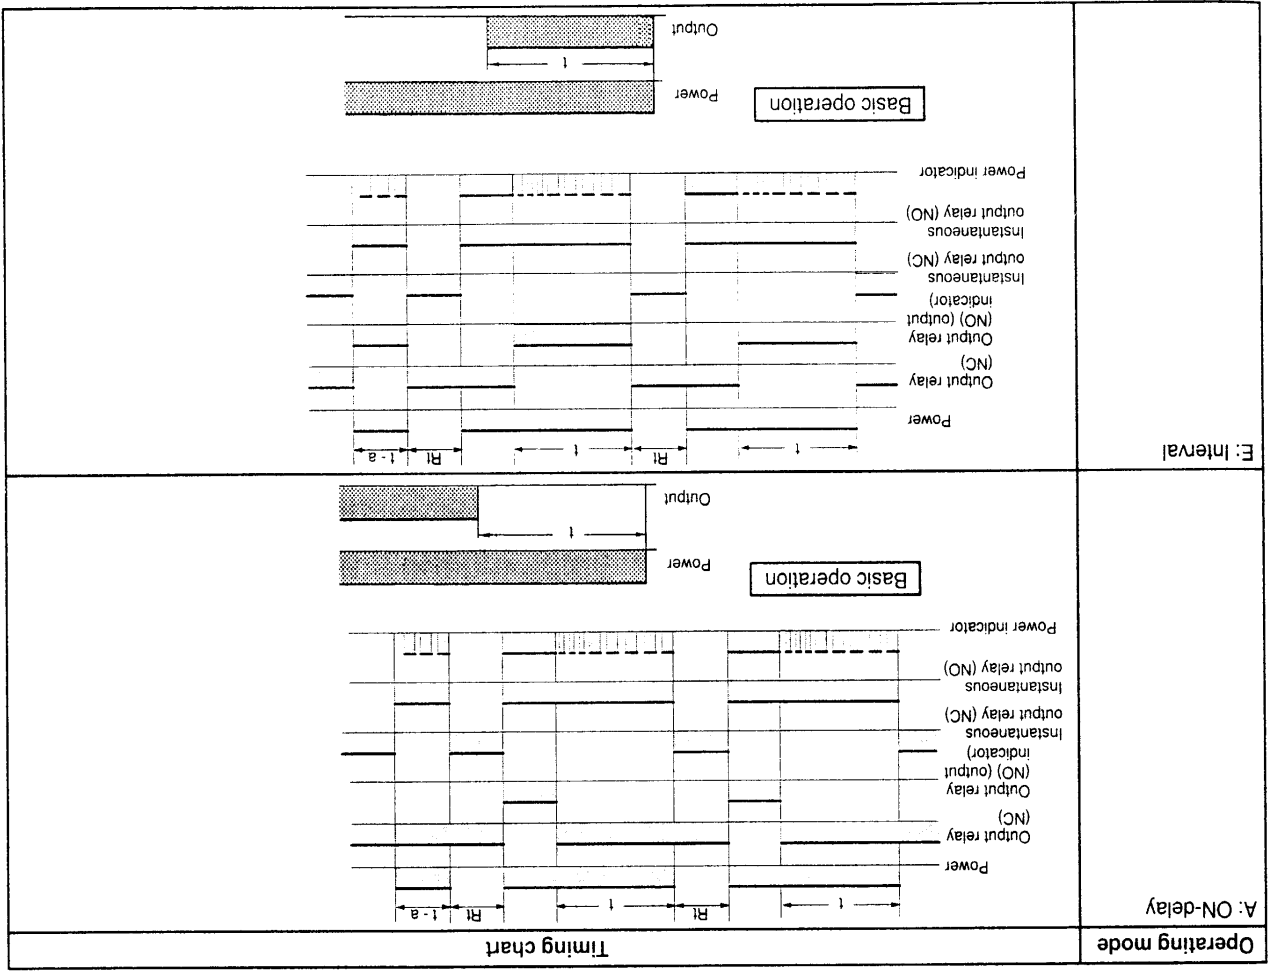 Operating mode
Timing chart
A: ON-delay
t
Rt
t
Rt
t - a
Power
Output relay
(NC)
Output relay
(NO) (output
indicator)
Instantaneous
output relay (NC)
Instantaneous
output relay (NO)
Power indicator
Basic operation
Power
t
Output
E: Interval
t
Rt
t
Rt
t - a
Power
Output relay
(NC)
Output relay
(NO) (output
indicator)
Instantaneous
output relay (NC)
Instantaneous
output relay (NO)
Power indicator
Basic operation
Power
t
Output